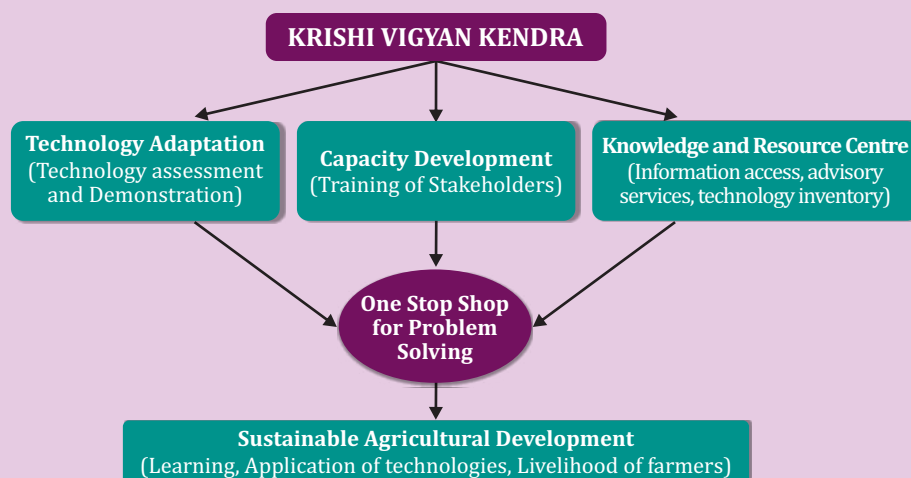 KRISHI VIGYAN KENDRA
Technology Adaptation
(Technology assessment
and Demonstration)
Capacity Development
(Training of Stakeholders)
Knowledge and Resource Centre
(Information access, advisory
services, technology inventory)
One Stop Shop
for Problem
Solving
Sustainable Agricultural Development
(Learning, Application of technologies, Livelihood of farmers)